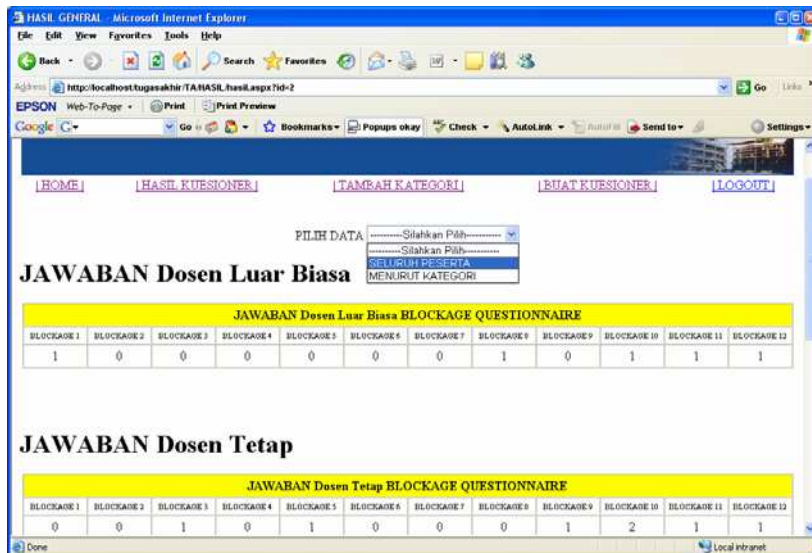 HASIL GENERAL - Microsoft Internet Explorer
File Edit View Favorites Tools Help
Back Search Favorites
Address http://localhost/tugasakhir/TA/HASIL/hasil.aspx?id=2 Go Links
EPSON Web-To-Page Print Print Preview
Google G Go Bookmarks Popups okay Check AutoLink AutoFill Send to Settings
| HOME | | HASIL KUESIONER | | TAMBAH KATEGORI | | BUAT KUESIONER | | LOGOUT |
PILIH DATA ----------Silahkan Pilih----------
----------Silahkan Pilih----------
SELURUH PESERTA
MENURUT KATEGORI
JAWABAN Dosen Luar Biasa
JAWABAN Dosen Luar Biasa BLOCKAGE QUESTIONNAIRE
BLOCKAGE 1 BLOCKAGE 2 BLOCKAGE 3 BLOCKAGE 4 BLOCKAGE 5 BLOCKAGE 6 BLOCKAGE 7 BLOCKAGE 8 BLOCKAGE 9 BLOCKAGE 10 BLOCKAGE 11 BLOCKAGE 12
1 0 0 0 0 0 0 1 0 1 1 1
JAWABAN Dosen Tetap
JAWABAN Dosen Tetap BLOCKAGE QUESTIONNAIRE
BLOCKAGE 1 BLOCKAGE 2 BLOCKAGE 3 BLOCKAGE 4 BLOCKAGE 5 BLOCKAGE 6 BLOCKAGE 7 BLOCKAGE 8 BLOCKAGE 9 BLOCKAGE 10 BLOCKAGE 11 BLOCKAGE 12
0 0 1 0 1 0 0 0 1 2 1 1
Done Local intranet